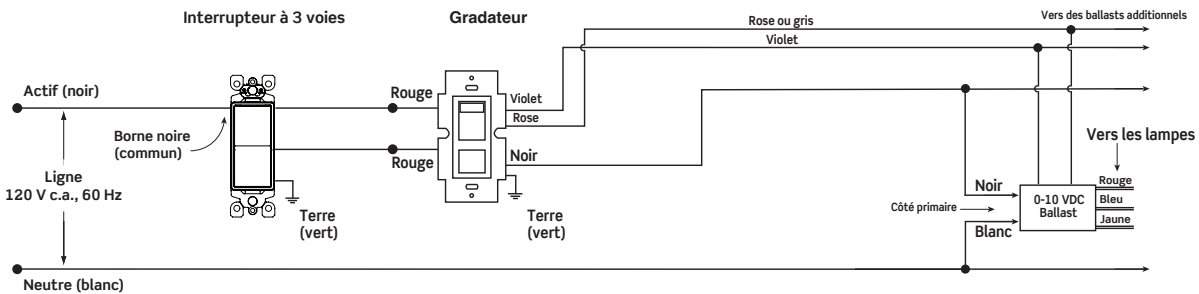 Interrupteur à 3 voies
Gradateur
Rose ou gris
Vers des ballasts additionnels
Violet
Actif (noir)
Rouge
Violet
Rose
Borne noire
(commun)
Rouge
Noir
Vers les lampes
Ligne
120 V c.a., 60 Hz
Terre
(vert)
Terre
(vert)
Noir
Côté primaire
Blanc
0-10 VDC
Ballast
Rouge
Bleu
Jaune
Neutre (blanc)